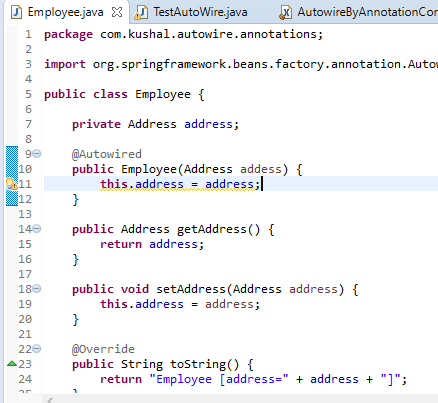 Employee.java TestAutoWire.java AutowireByAnnotationCor
1 package com.kushal.autowire.annotations;
2
3 import org.springframework.beans.factory.annotation.Autow
4
5 public class Employee {
6
7 private Address address;
8
9 @Autowired
10 public Employee(Address addess) {
11 this.address = address;
12 }
13
14 public Address getAddress() {
15 return address;
16 }
17
18 public void setAddress(Address address) {
19 this.address = address;
20 }
21
22 @Override
23 public String toString() {
24 return "Employee [address=" + address + "]";